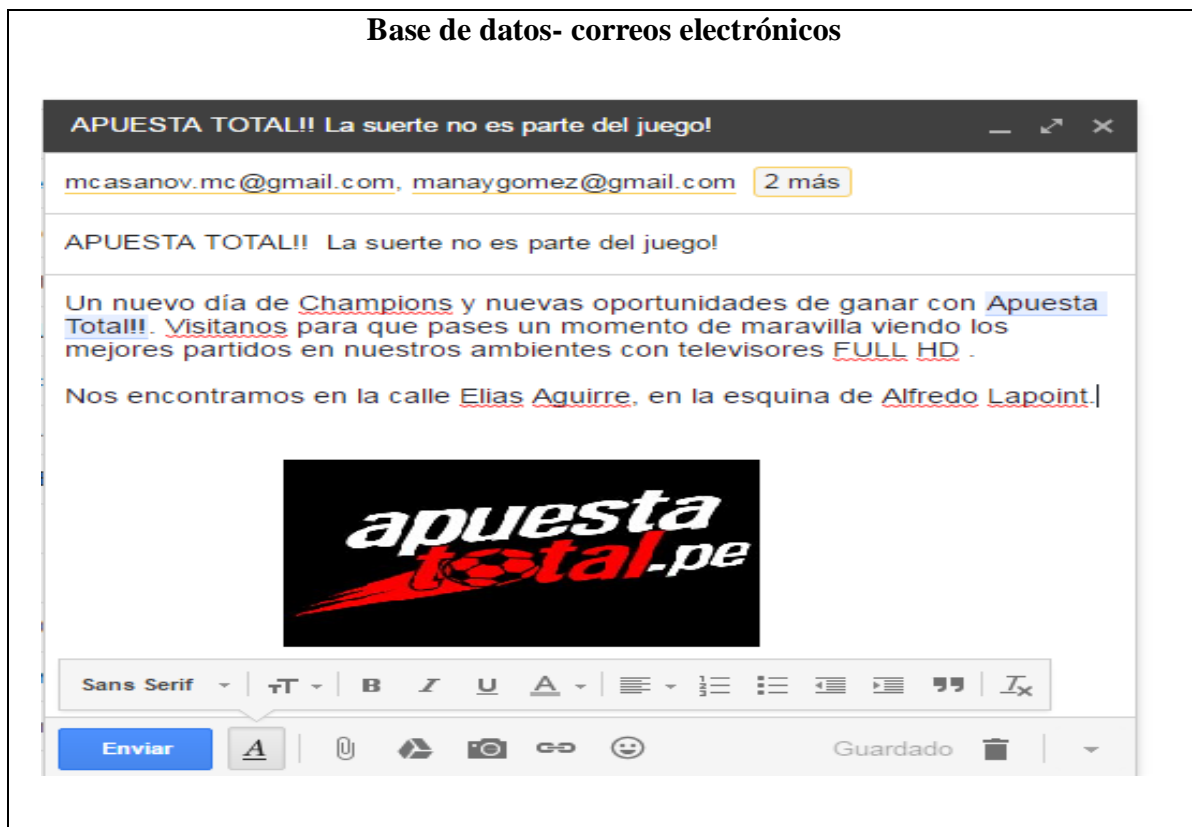 Base de datos- correos electrónicos
APUESTA TOTAL!! La suerte no es parte del juego!
mcasanov.mc@gmail.com, manaygomez@gmail.com 2 más
APUESTA TOTAL!! La suerte no es parte del juego!
Un nuevo día de Champions y nuevas oportunidades de ganar con Apuesta
Total!!. Visitanos para que pases un momento de maravilla viendo los
mejores partidos en nuestros ambientes con televisores FULL HD .
Nos encontramos en la calle Elias Aguirre, en la esquina de Alfredo Lapoint.
apuesta
total.pe
Sans Serif
Enviar
Guardado